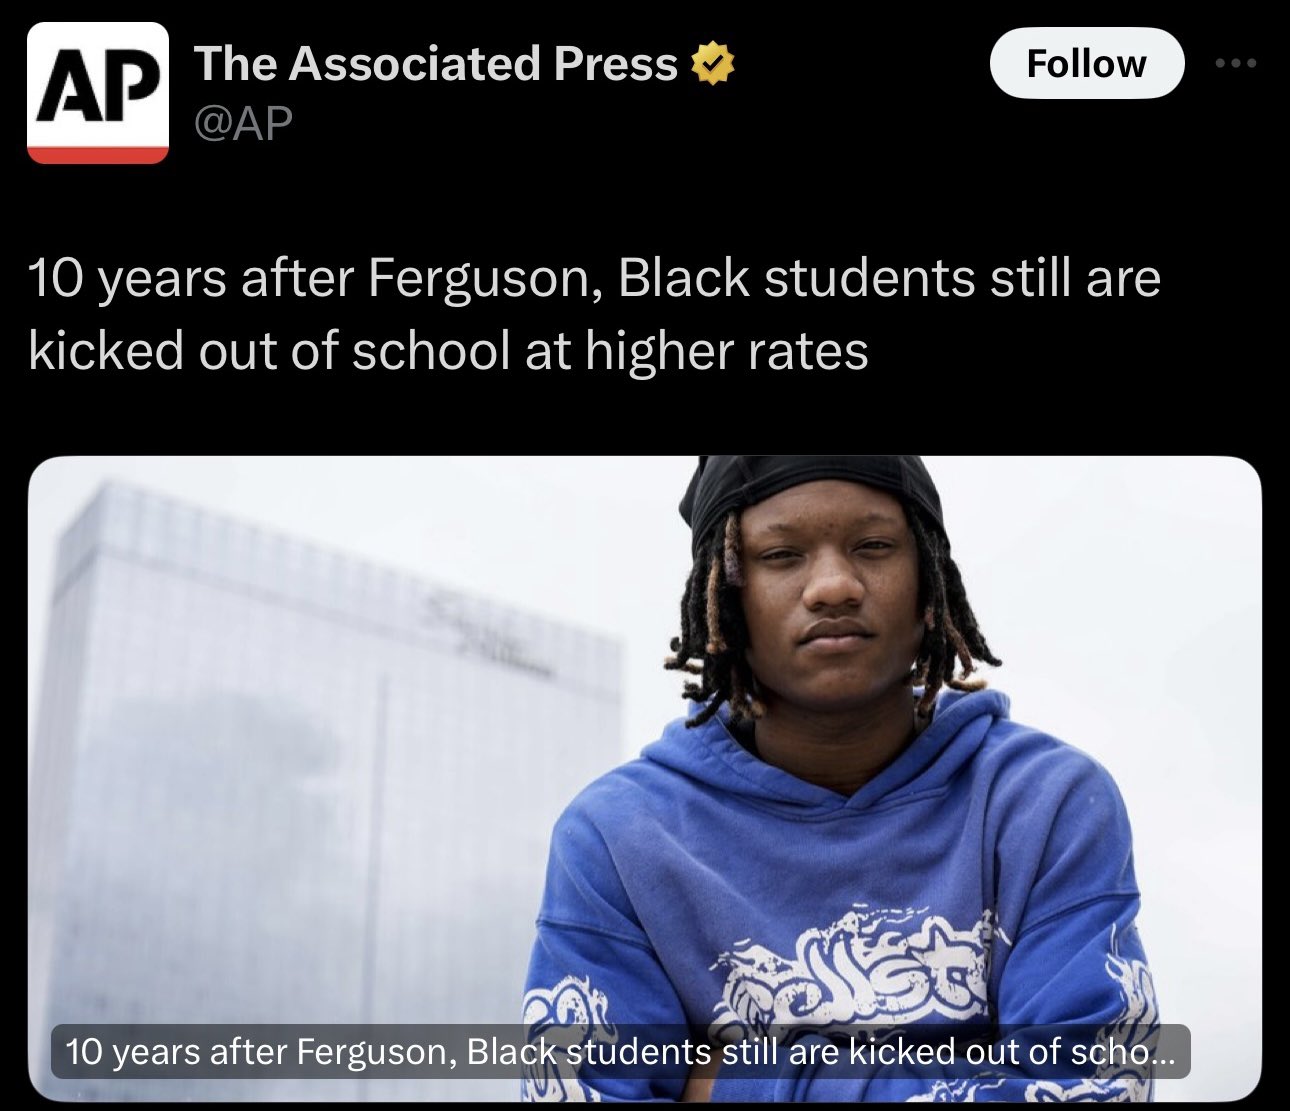 AP
The Associated Press
@AP
Follow
10 years after Ferguson, Black students still are
kicked out of school at higher rates
10 years after Ferguson, Black students still are kicked out of scho...